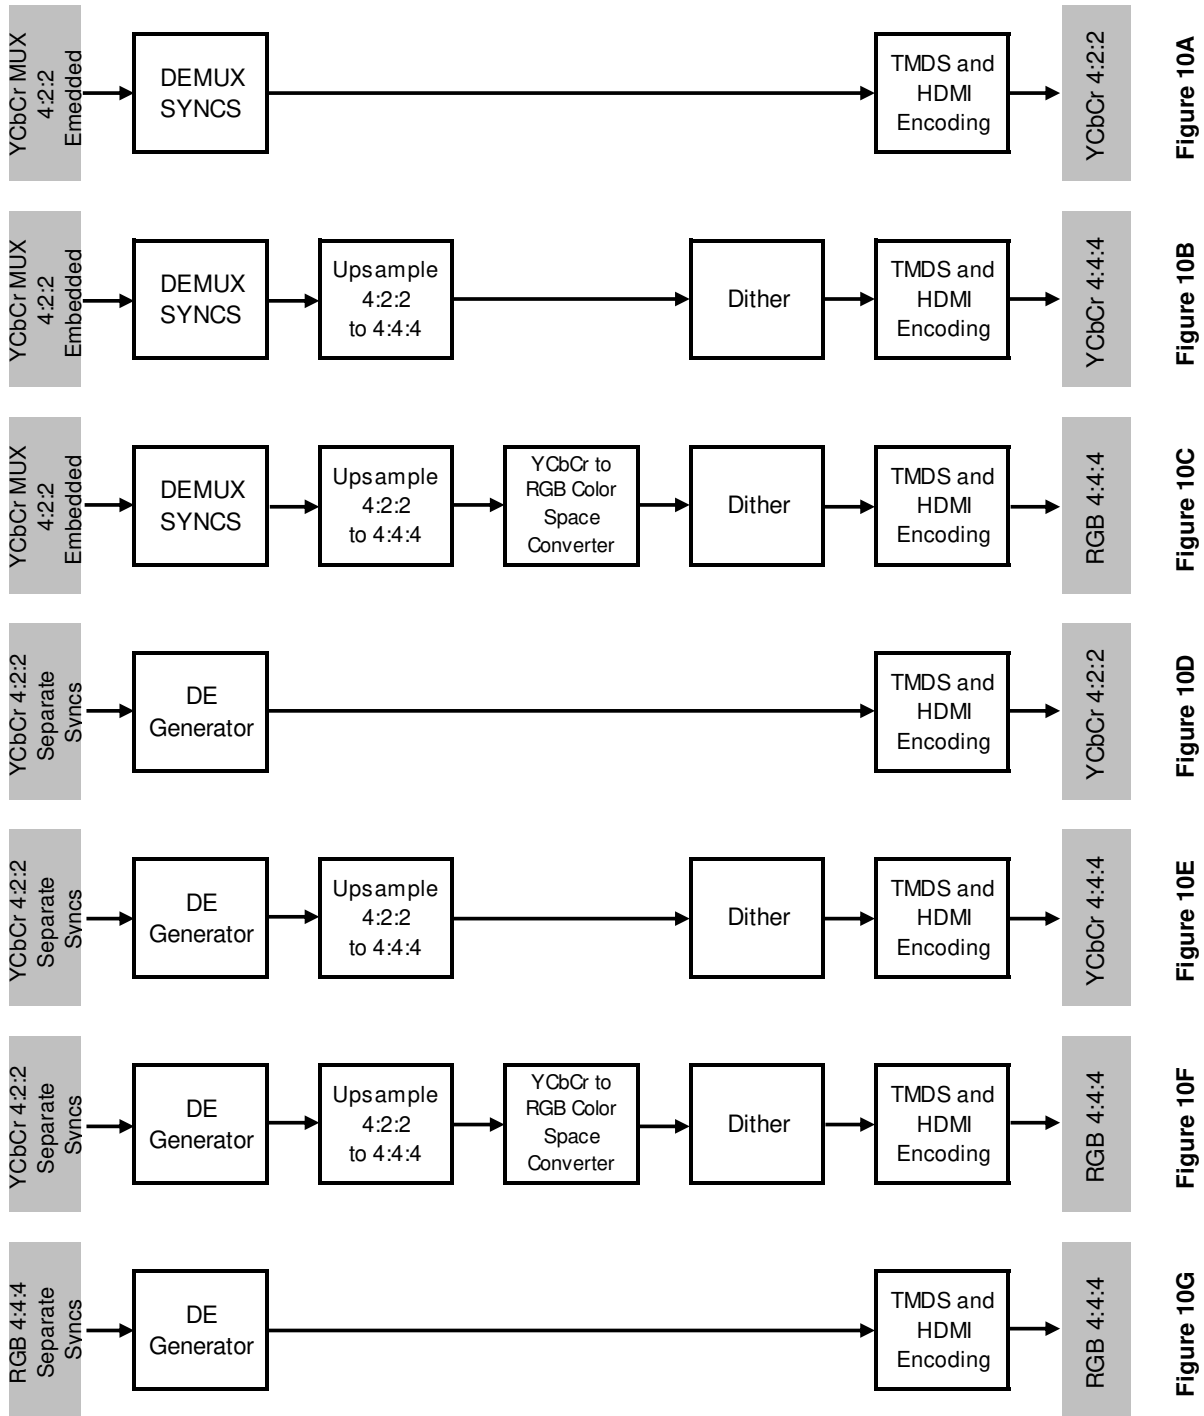 YCbCr MUX
4:2:2
Emedded
DEMUX
SYNCS
TMDS and
HDMI
Encoding
YCbCr 4:2:2
Figure 10A
YCbCr MUX
4:2:2
Embedded
DEMUX
SYNCS
Upsample
4:2:2
to 4:4:4
Dither
TMDS and
HDMI
Encoding
YCbCr 4:4:4
Figure 10B
YCbCr MUX
4:2:2
Embedded
DEMUX
SYNCS
Upsample
4:2:2
to 4:4:4
YCbCr to
RGB Color
Space
Converter
Dither
TMDS and
HDMI
Encoding
RGB 4:4:4
Figure 10C
YCbCr 4:2:2
Separate
Syncs
DE
Generator
TMDS and
HDMI
Encoding
YCbCr 4:2:2
Figure 10D
YCbCr 4:2:2
Separate
Syncs
DE
Generator
Upsample
4:2:2
to 4:4:4
Dither
TMDS and
HDMI
Encoding
YCbCr 4:4:4
Figure 10E
YCbCr 4:2:2
Separate
Syncs
DE
Generator
Upsample
4:2:2
to 4:4:4
YCbCr to
RGB Color
Space
Converter
Dither
TMDS and
HDMI
Encoding
RGB 4:4:4
Figure 10F
RGB 4:4:4
Separate
Syncs
DE
Generator
TMDS and
HDMI
Encoding
RGB 4:4:4
Figure 10G